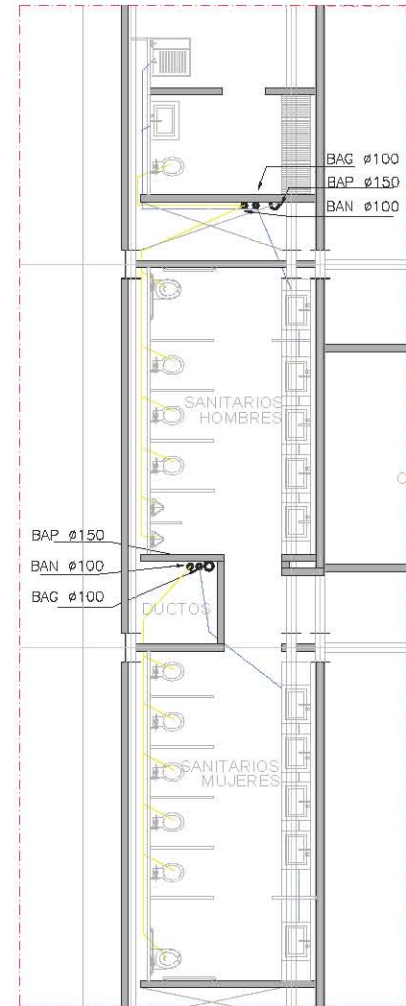 BAG ø100
BAP ø150
BAN ø100
SANITARIOS
HOMBRES
C
BAP ø150
BAN ø100
BAG ø100
DUCTOS
SANITARIOS
MUJERES